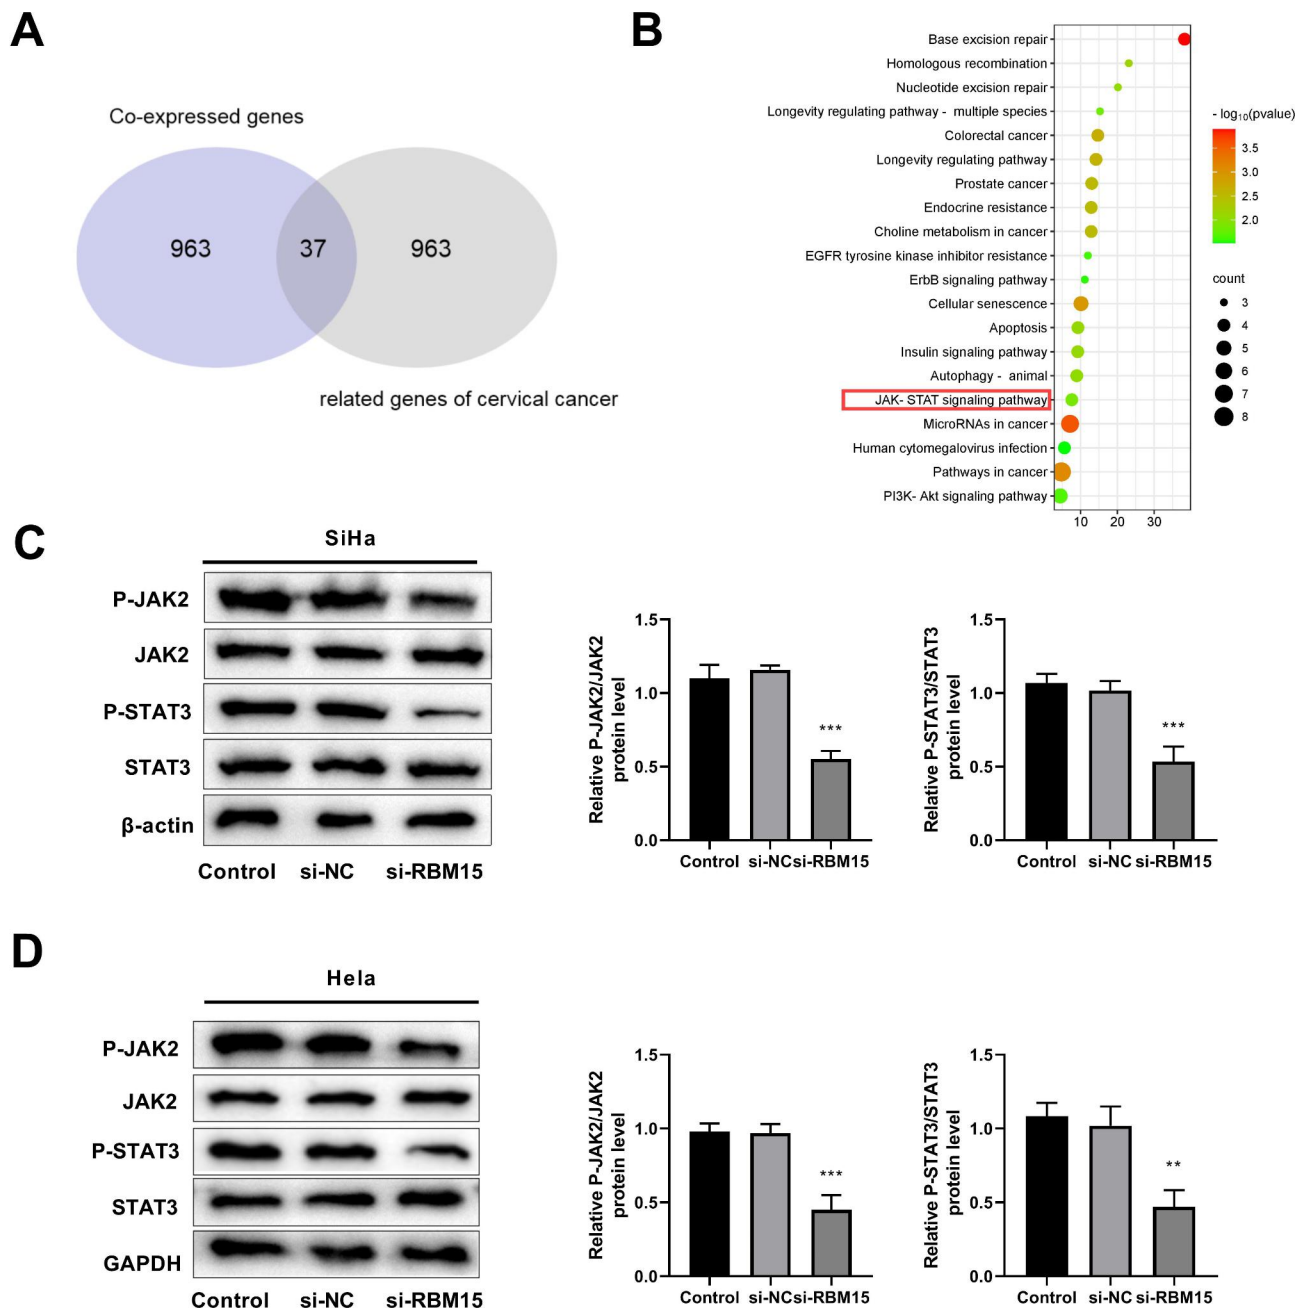 A
Co-expressed genes
963
37
963
related genes of cervical cancer
B
Base excision repair
Homologous recombination
Nucleotide excision repair
Longevity regulating pathway - multiple species
Colorectal cancer
Longevity regulating pathway
Prostate cancer
Endocrine resistance
Choline metabolism in cancer
EGFR tyrosine kinase inhibitor resistance
ErbB signaling pathway
Cellular senescence
Apoptosis
Insulin signaling pathway
Autophagy - animal
JAK- STAT signaling pathway
MicroRNAs in cancer
Human cytomegalovirus infection
Pathways in cancer
PI3K- Akt signaling pathway
10 20 30
- log10(pvalue)
3.5
3.0
2.5
2.0
count
3
4
5
6
7
8
C
SiHa
P-JAK2
JAK2
P-STAT3
STAT3
β-actin
Control si-NC si-RBM15
Relative P-JAK2/JAK2
protein level
1.5
1.0
0.5
0.0
***
Control si-NC si-RBM15
Relative P-STAT3/STAT3
protein level
1.5
1.0
0.5
0.0
***
Control si-NC si-RBM15
D
Hela
P-JAK2
JAK2
P-STAT3
STAT3
GAPDH
Control si-NC si-RBM15
Relative P-JAK2/JAK2
protein level
1.5
1.0
0.5
0.0
***
Control si-NC si-RBM15
Relative P-STAT3/STAT3
protein level
1.5
1.0
0.5
0.0
**
Control si-NC si-RBM15